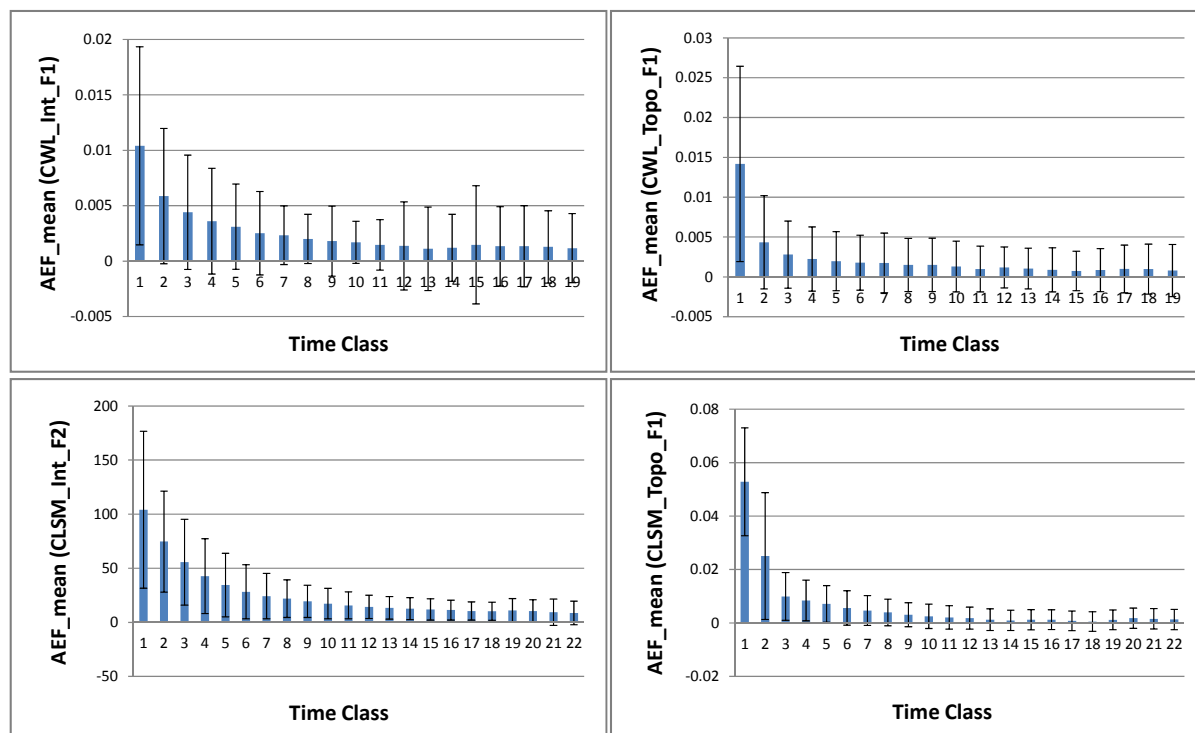 0.02
0.015
0.01
0.005
0
-0.005
AEF_mean (CWL_Int_F1)
1 2 3 4 5 6 7 8 9 10 11 12 13 14 15 16 17 18 19
Time Class
0.03
0.025
0.02
0.015
0.01
0.005
0
-0.005
AEF_mean (CWL_Topo_F1)
1 2 3 4 5 6 7 8 9 10 11 12 13 14 15 16 17 18 19
Time Class
200
150
100
50
0
-50
AEF_mean (CLSM_Int_F2)
1 2 3 4 5 6 7 8 9 10 11 12 13 14 15 16 17 18 19 20 21 22
Time Class
0.08
0.06
0.04
0.02
0
-0.02
AEF_mean (CLSM_Topo_F1)
1 2 3 4 5 6 7 8 9 10 11 12 13 14 15 16 17 18 19 20 21 22
Time Class